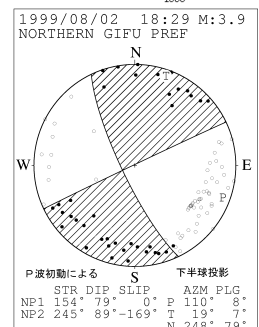 1999/08/02 18:29 M:3.9
NORTHERN GIFU PREF
N
T
W
E
P
S
P波初動による 下半球投影
STR DIP SLIP AZM PLG
NP1 154° 79° 0° P 110° 8°
NP2 245° 89°-169° T 19° 7°
N 248° 79°